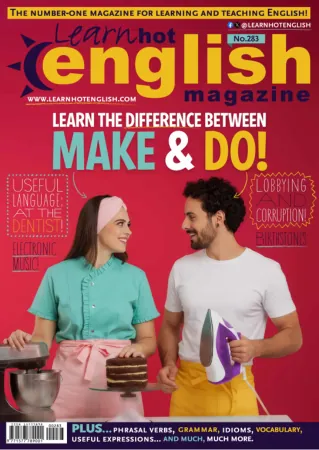 The number-one magazine for learning and teaching English!
@LEARNHOTENGLISH
Learn hot
No.283
english
magazine
www.learnhotenglish.com
LEARN THE DIFFERENCE BETWEEN
MAKE & DO!
USEFUL
LANGUAGE:
AT THE
DENTIST!
ELECTRONIC
MUSIC?
LOBBYING
AND
CORRUPTION!
BIRTHSTONES
PLUS... PHRASAL VERBS, GRAMMAR, IDIOMS, VOCABULARY,
USEFUL EXPRESSIONS... AND MUCH, MUCH MORE.